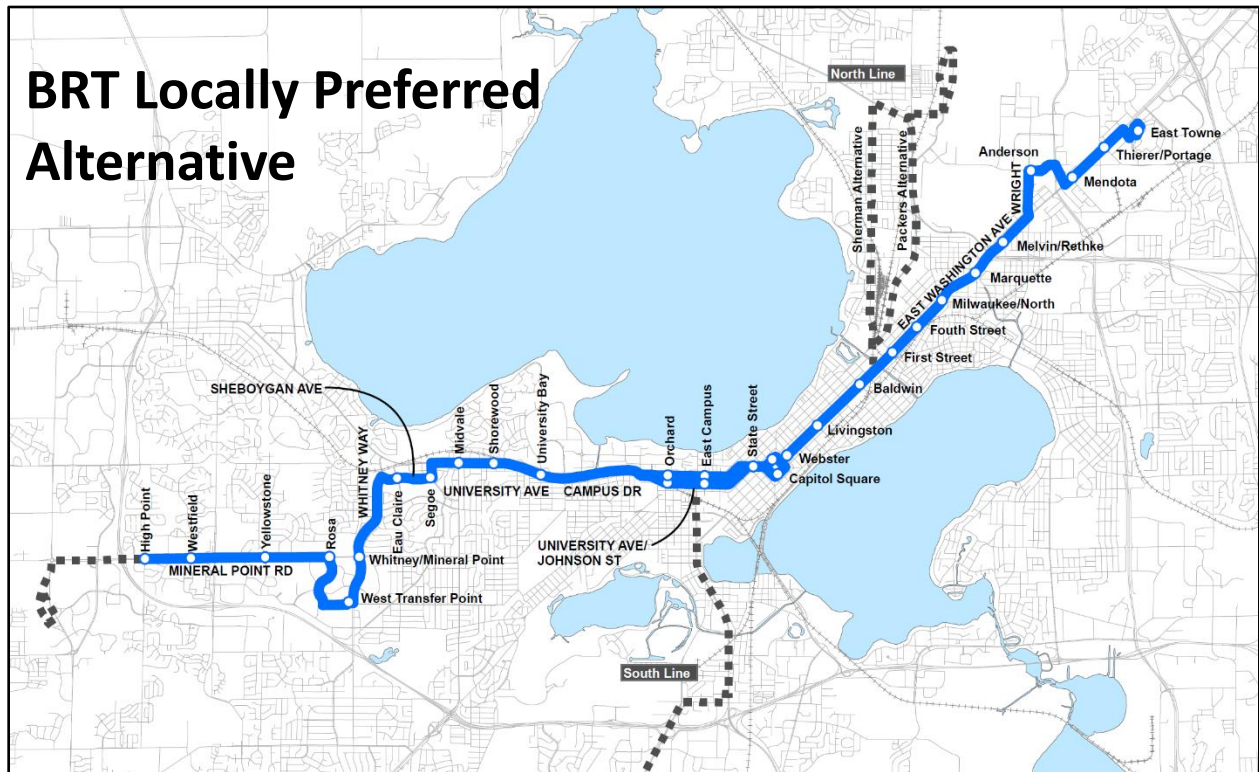 BRT Locally Preferred
Alternative
North Line
Sherman Alternative
Packers Alternative
East Towne
Thierer/Portage
Anderson
Mendota
WRIGHT
EAST WASHINGTON AVE
Melvin/Rethke
Marquette
Milwaukee/North
Fouth Street
First Street
Baldwin
Livingston
Webster
Capitol Square
State Street
East Campus
Orchard
University Bay
Shorewood
Midvale
SHEBOYGAN AVE
WHITNEY WAY
Eau Claire
Segoe
UNIVERSITY AVE
CAMPUS DR
UNIVERSITY AVE/
JOHNSON ST
High Point
Westfield
Yellowstone
Rosa
MINERAL POINT RD
Whitney/Mineral Point
West Transfer Point
South Line